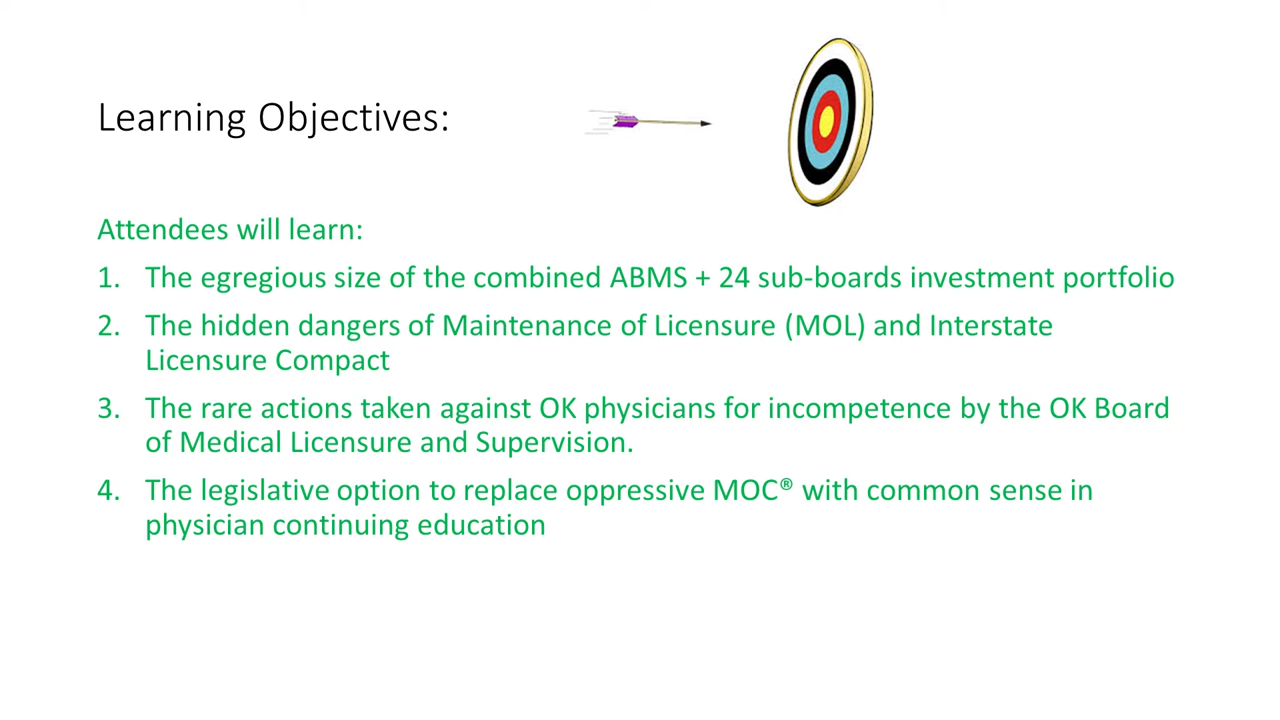 Learning Objectives:
Attendees will learn:
1. The egregious size of the combined ABMS + 24 sub-boards investment portfolio
2. The hidden dangers of Maintenance of Licensure (MOL) and Interstate
Licensure Compact
3. The rare actions taken against OK physicians for incompetence by the OK Board
of Medical Licensure and Supervision.
4. The legislative option to replace oppressive MOC® with common sense in
physician continuing education